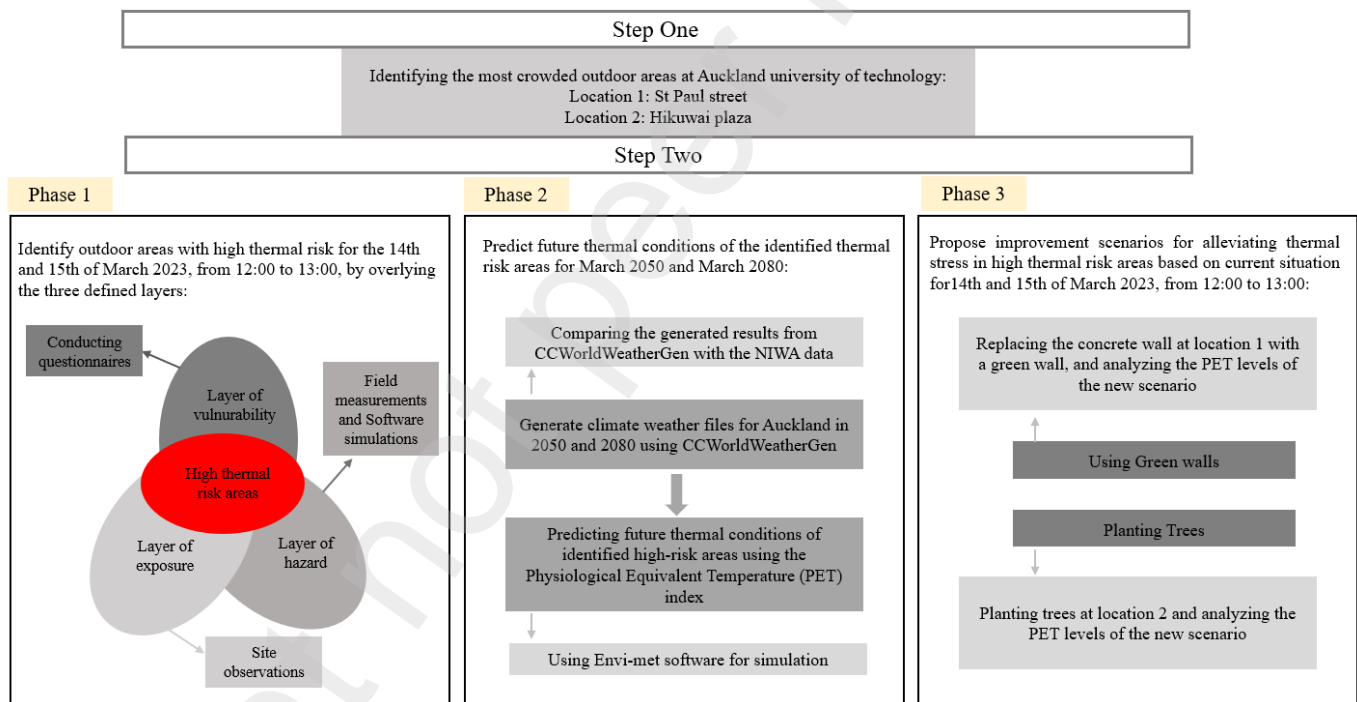 Step One
Identifying the most crowded outdoor areas at Auckland university of technology:
Location 1: St Paul street
Location 2: Hikuwai plaza
Step Two
Phase 1
Identify outdoor areas with high thermal risk for the 14th
and 15th of March 2023, from 12:00 to 13:00, by overlying
the three defined layers:
Conducting
questionnaires
Layer of
vulnurability
Field
measurements
and Software
simulations
High thermal
risk areas
Layer of
exposure
Layer of
hazard
Site
observations
Phase 2
Predict future thermal conditions of the identified thermal
risk areas for March 2050 and March 2080:
Comparing the generated results from
CCWorldWeatherGen with the NIWA data
Generate climate weather files for Auckland in
2050 and 2080 using CCWorldWeatherGen
Predicting future thermal conditions of
identified high-risk areas using the
Physiological Equivalent Temperature (PET)
index
Using Envi-met software for simulation
Phase 3
Propose improvement scenarios for alleviating thermal
stress in high thermal risk areas based on current situation
for14th and 15th of March 2023, from 12:00 to 13:00:
Replacing the concrete wall at location 1 with
a green wall, and analyzing the PET levels of
the new scenario
Using Green walls
Planting Trees
Planting trees at location 2 and analyzing the
PET levels of the new scenario
not peer